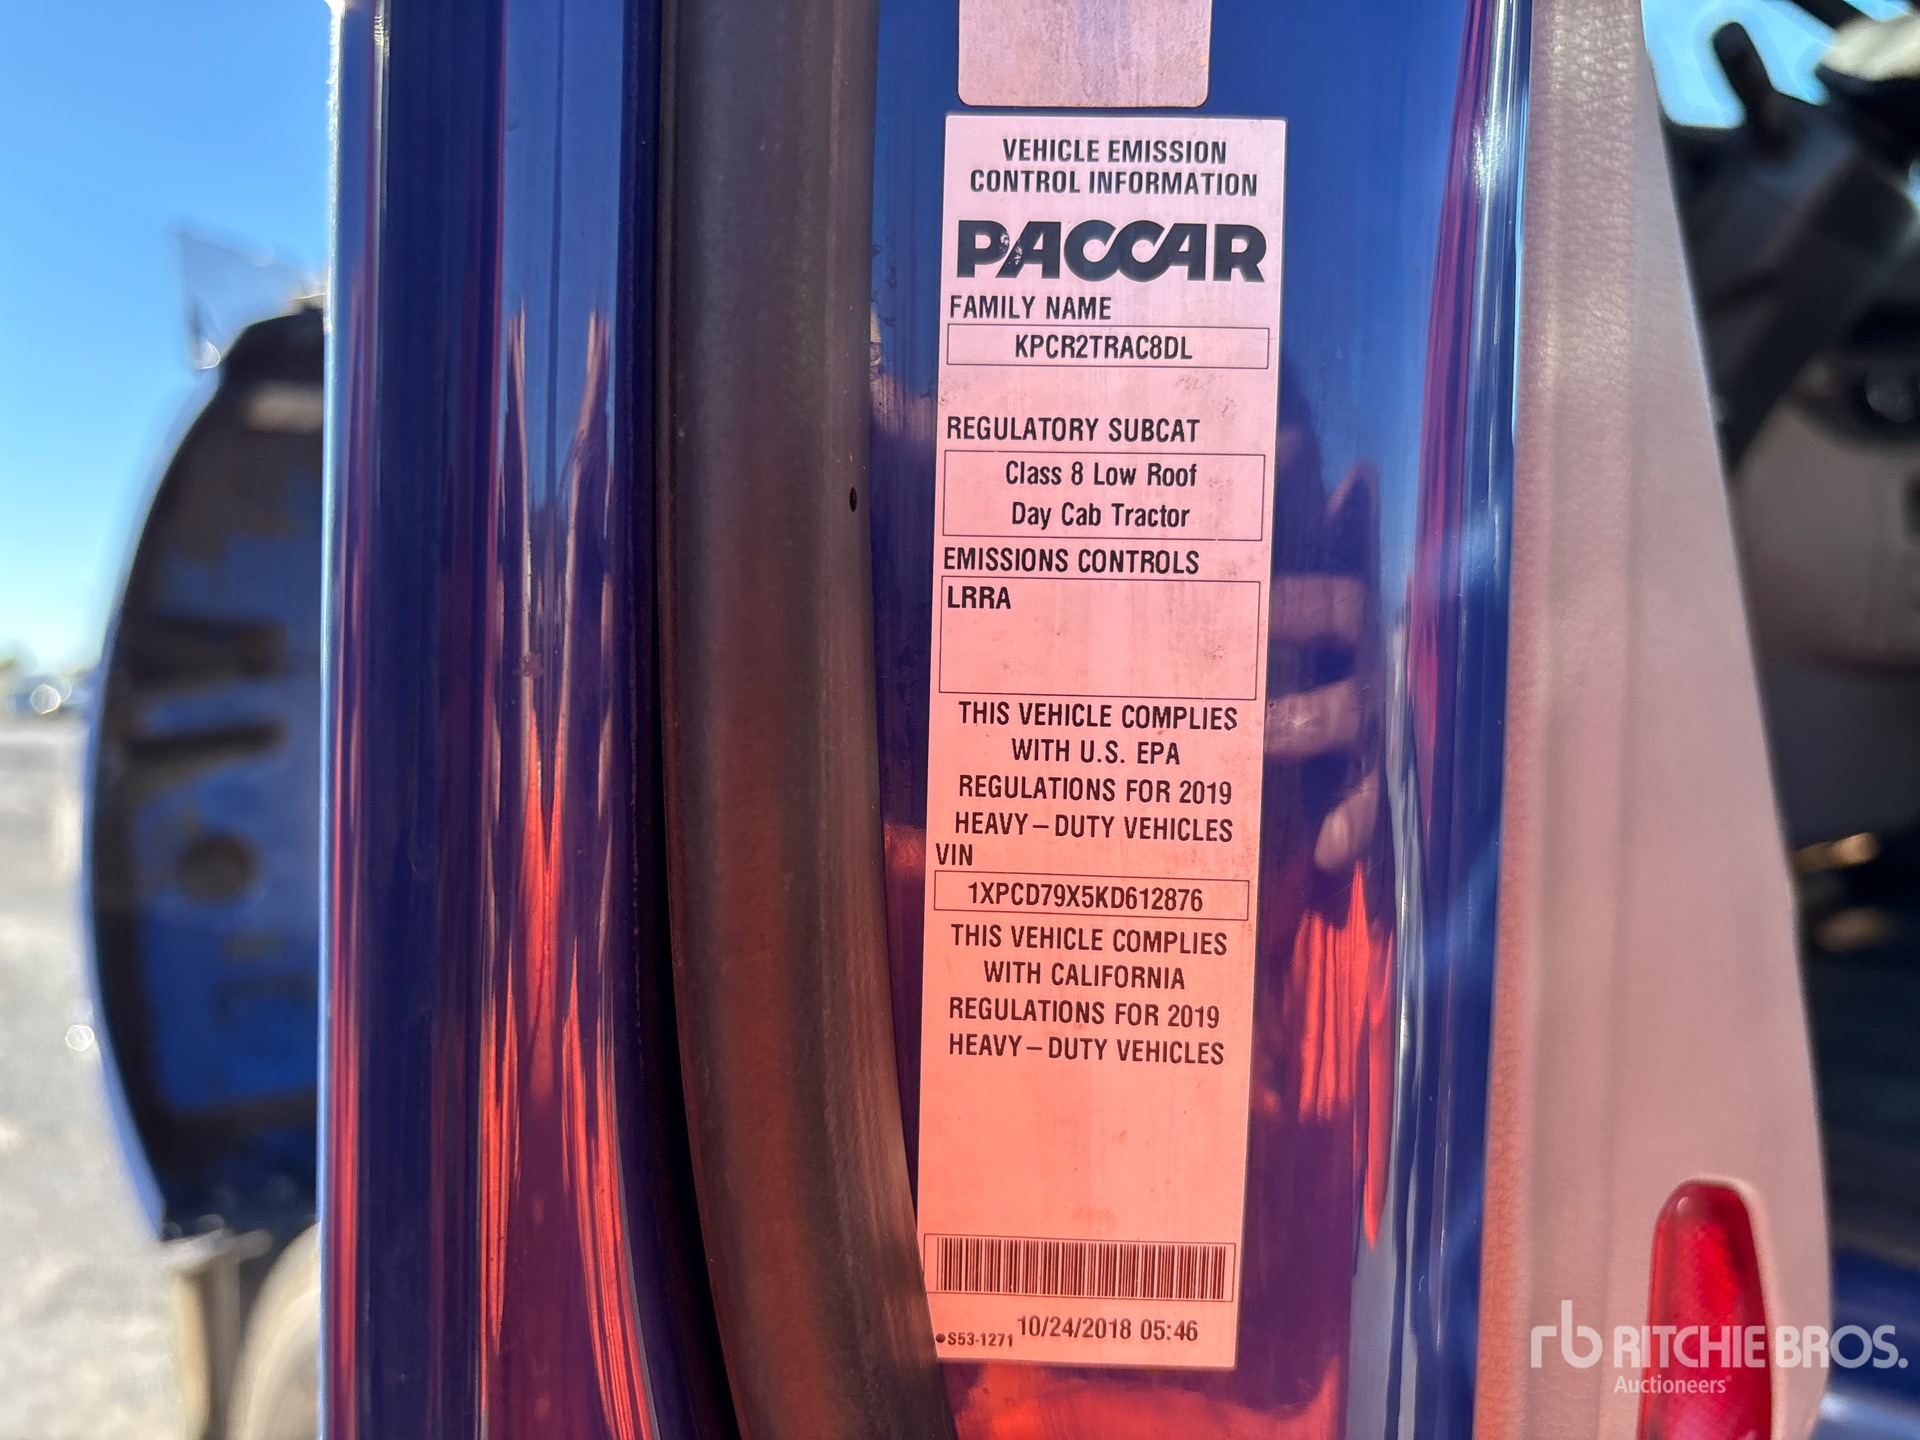 VEHICLE EMISSION
CONTROL INFORMATION
PACCAR
FAMILY NAME
KPCR2TRAC8DL
REGULATORY SUBCAT
Class 8 Low Roof
Day Cab Tractor
EMISSIONS CONTROLS
LRRA
THIS VEHICLE COMPLIES
WITH U.S. EPA
REGULATIONS FOR 2019
HEAVY–DUTY VEHICLES
VIN
1XPCD79X5KD612876
THIS VEHICLE COMPLIES
WITH CALIFORNIA
REGULATIONS FOR 2019
HEAVY–DUTY VEHICLES
S53-1271 10/24/2018 05:46
rb RITCHIE BROS.
Auctioneers